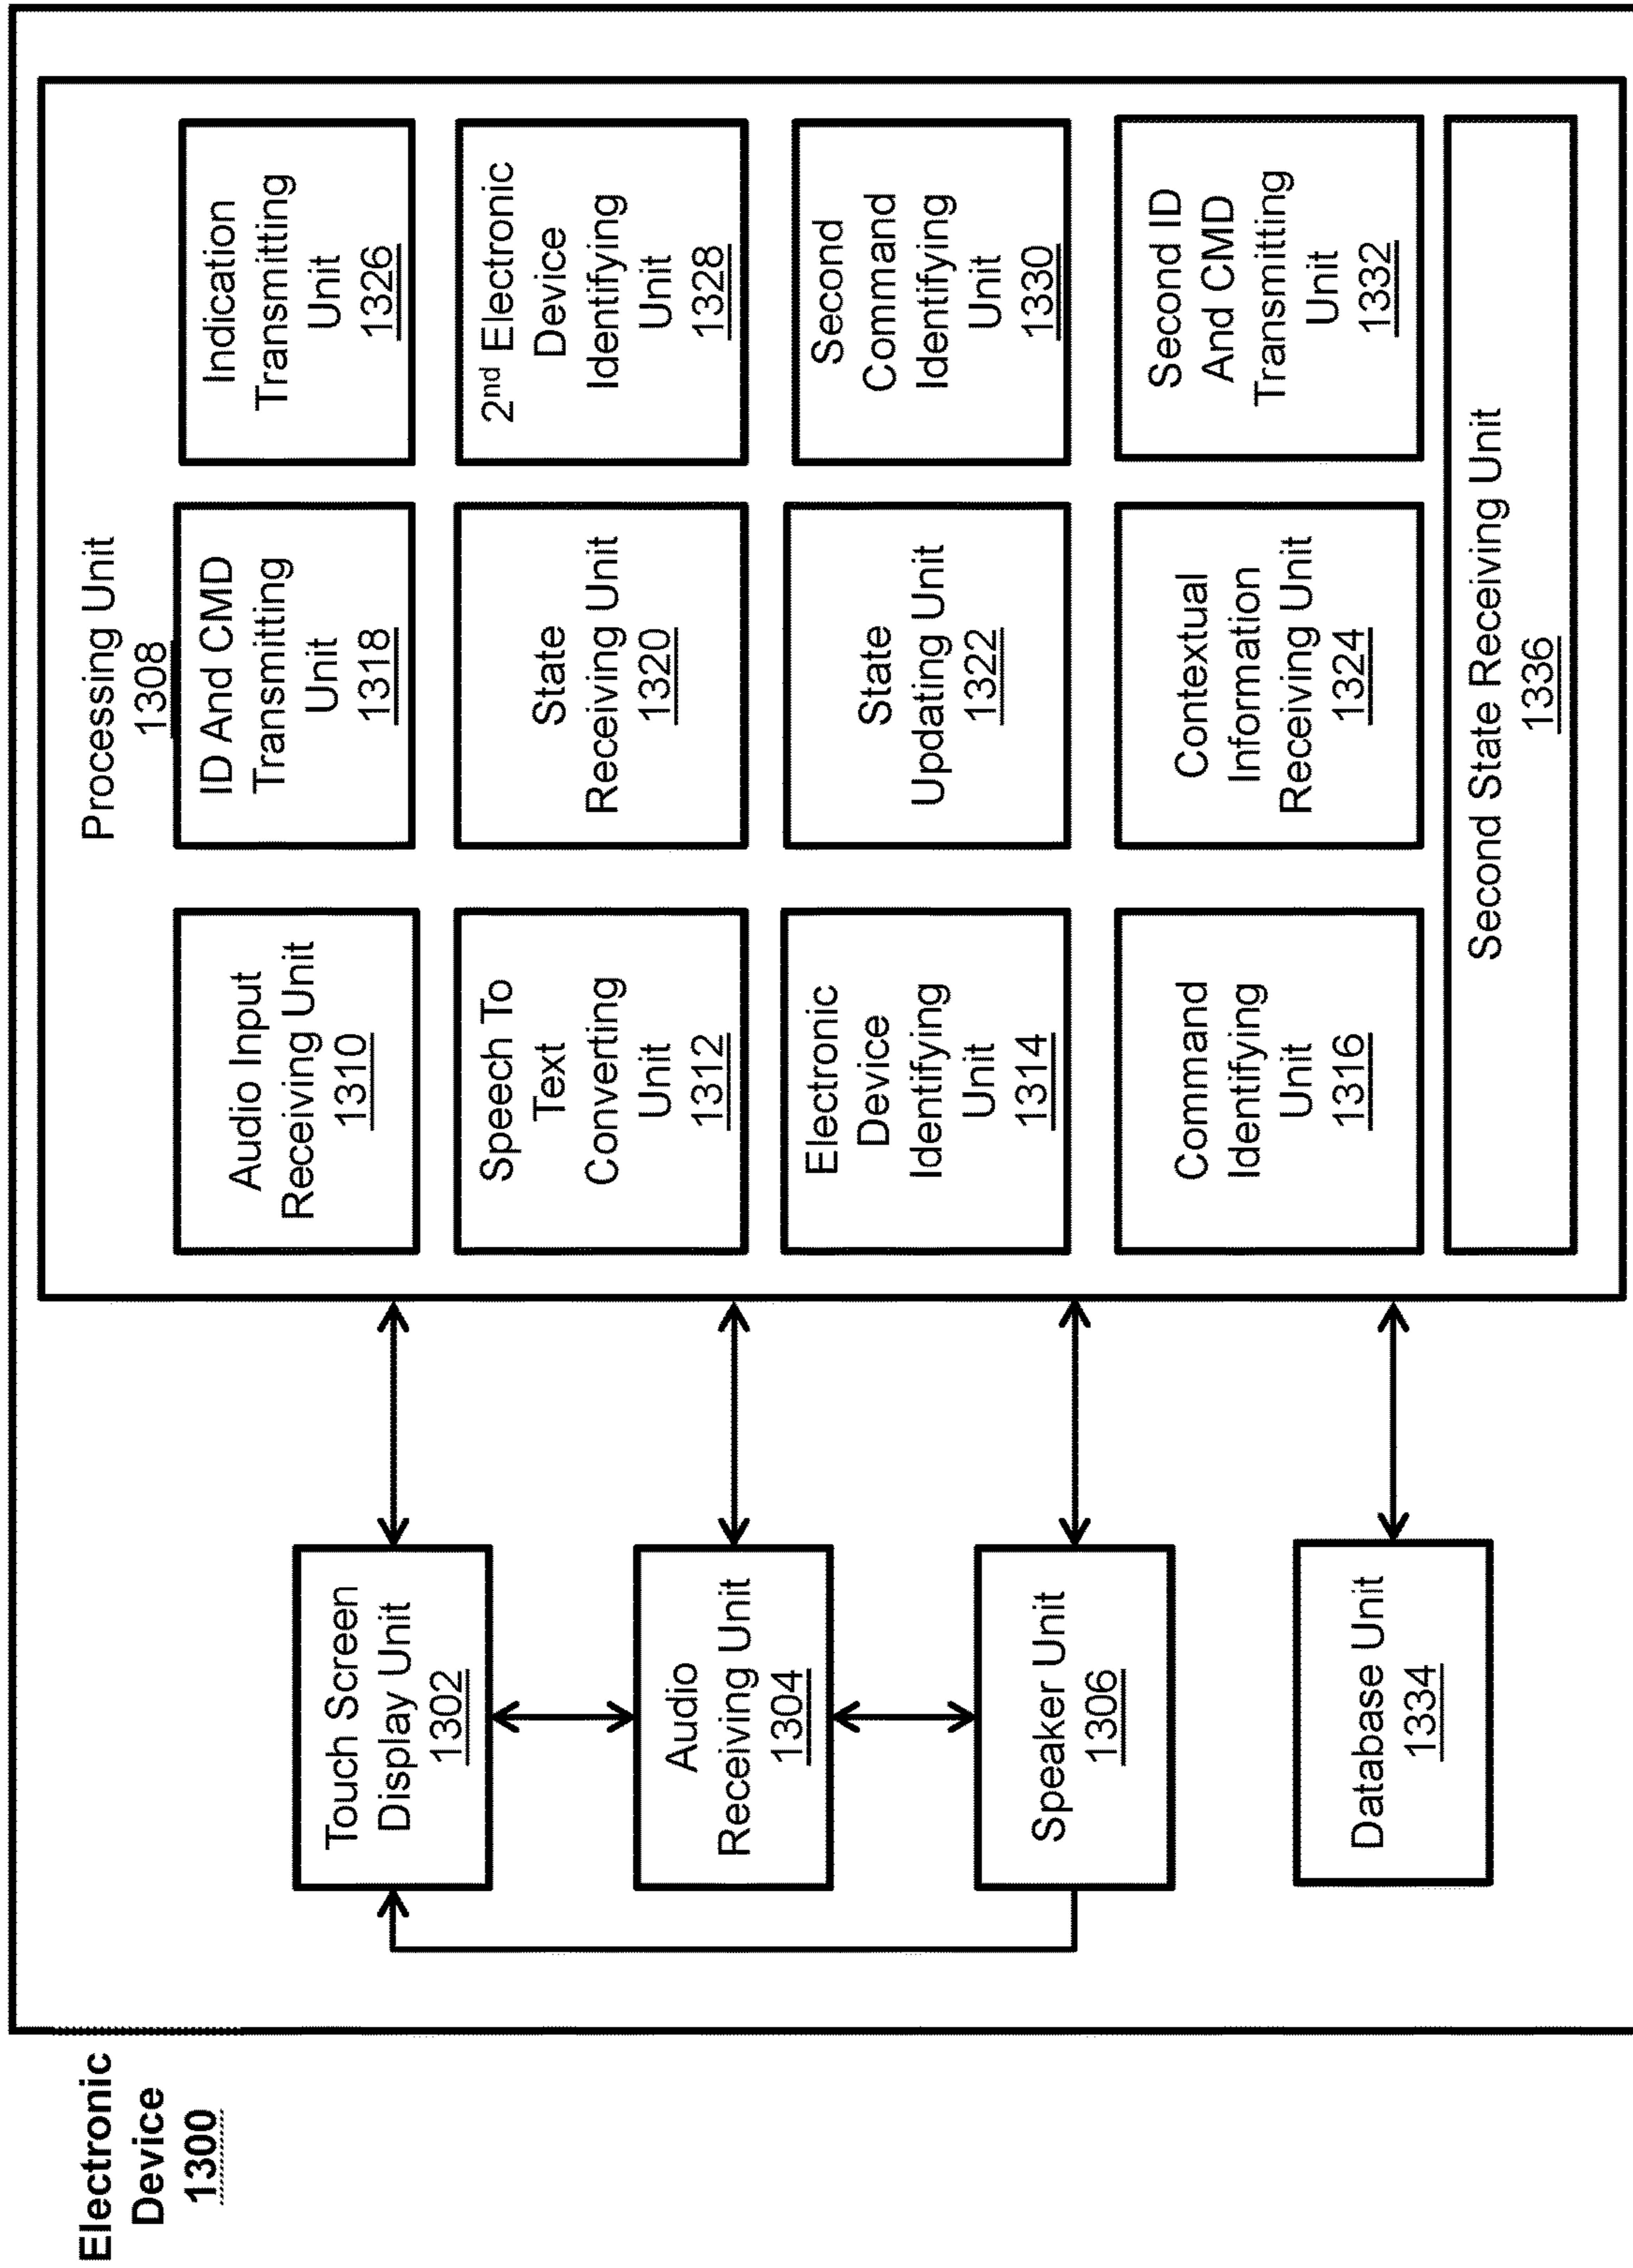 Electronic
Device
1300
Touch Screen
Display Unit
1302
Audio
Receiving Unit
1304
Speaker Unit
1306
Database Unit
1334
Processing Unit
1308
Audio Input
Receiving Unit
1310
Speech To
Text
Converting
Unit
1312
Electronic
Device
Identifying
Unit
1314
Command
Identifying
Unit
1316
ID And CMD
Transmitting
Unit
1318
State
Receiving Unit
1320
State
Updating Unit
1322
Contextual
Information
Receiving Unit
1324
Indication
Transmitting
Unit
1326
2nd Electronic
Device
Identifying
Unit
1328
Second
Command
Identifying
Unit
1330
Second ID
And CMD
Transmitting
Unit
1332
Second State Receiving Unit
1336